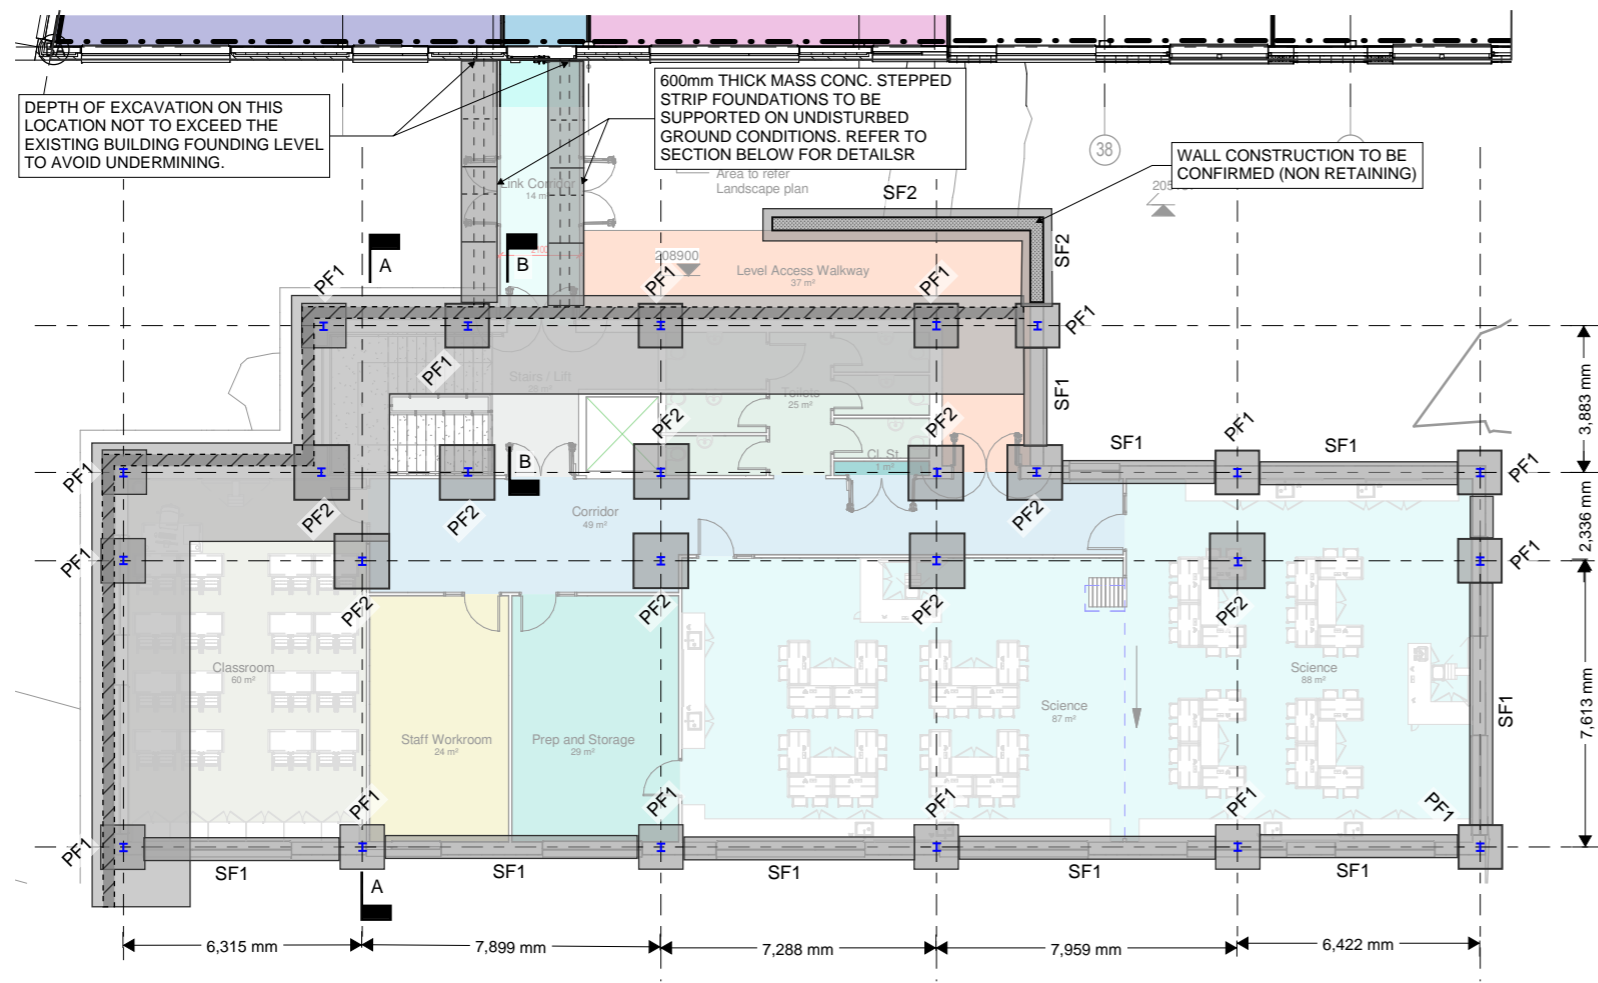 DEPTH OF EXCAVATION ON THIS
LOCATION NOT TO EXCEED THE
EXISTING BUILDING FOUNDING LEVEL
TO AVOID UNDERMINING.
600mm THICK MASS CONC. STEPPED
STRIP FOUNDATIONS TO BE
SUPPORTED ON UNDISTURBED
GROUND CONDITIONS. REFER TO
SECTION BELOW FOR DETAILSR
38
WALL CONSTRUCTION TO BE
CONFIRMED (NON RETAINING)
Area to refer
Landscape plan
Link Corridor
14 m²
SF2
SF2
A
B
208900
Level Access Walkway
37 m²
PF1
PF1
PF1
PF1
PF1
Stairs / Lift
Toilets
25 m²
SF1
3,883 mm
PF2
PF2
PF1
SF1
SF1
Cl. St
1 m²
B
PF1
PF2
PF2
PF2
PF1
Corridor
49 m²
2,336 mm
PF1
PF1
PF2
PF2
PF2
PF2
Classroom
60 m²
Science
88 m²
Science
87 m²
SF1
7,613 mm
Staff Workroom
24 m²
Prep and Storage
29 m²
PF1
PF1
PF1
PF1
PF1
PF1
SF1
SF1
SF1
SF1
SF1
A
6,315 mm
7,899 mm
7,288 mm
7,959 mm
6,422 mm